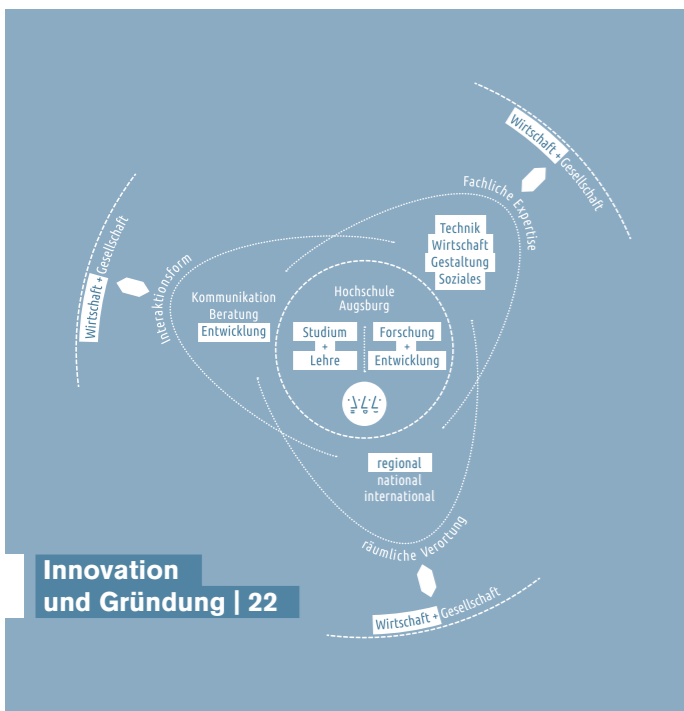 Wirtschaft + Gesellschaft
Fachliche Expertise
Technik
Wirtschaft
Gestaltung
Soziales
Wirtschaft + Gesellschaft
Interaktionsform
Kommunikation
Beratung
Entwicklung
Hochschule
Augsburg
Studium
+
Lehre
Forschung
+
Entwicklung
regional
national
international
räumliche Verortung
Wirtschaft + Gesellschaft
Innovation
und Gründung | 22